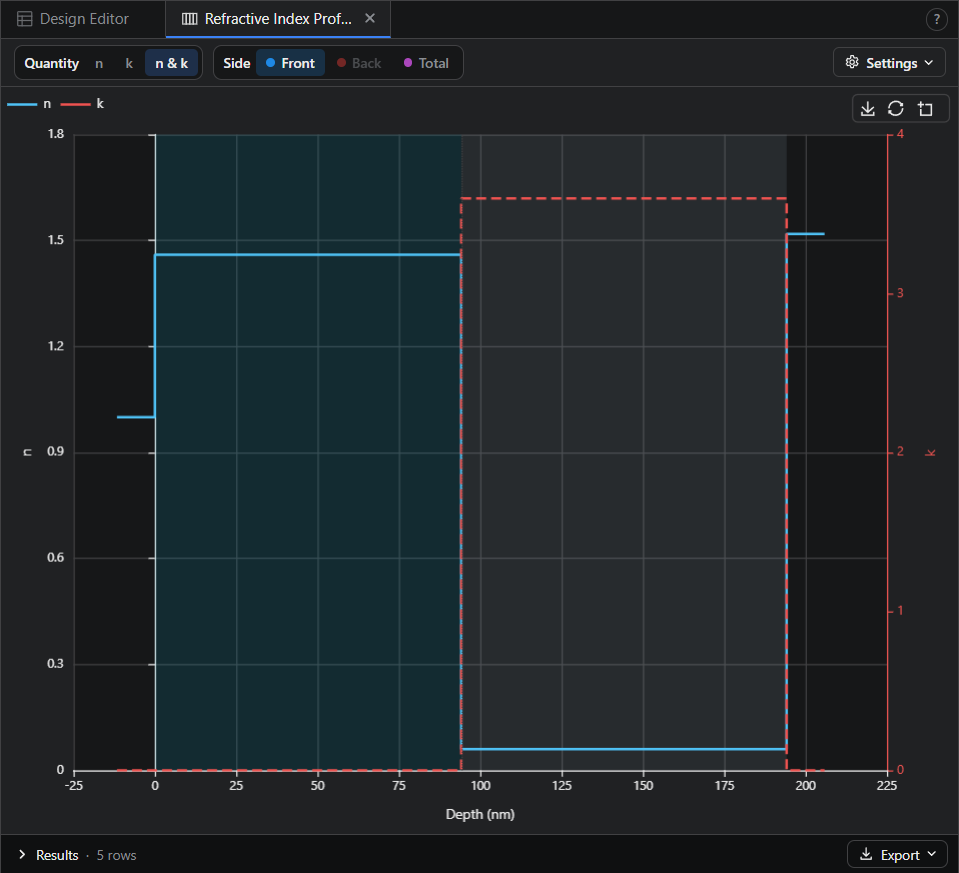 Design Editor
Refractive Index Prof...
?
Quantity n k n & k
Side Front Back Total
Settings
n k
1.8
1.5
1.2
0.9
0.6
0.3
0
n
4
3
2
1
0
k
-25 0 25 50 75 100 125 150 175 200 225
Depth (nm)
Results · 5 rows
Export